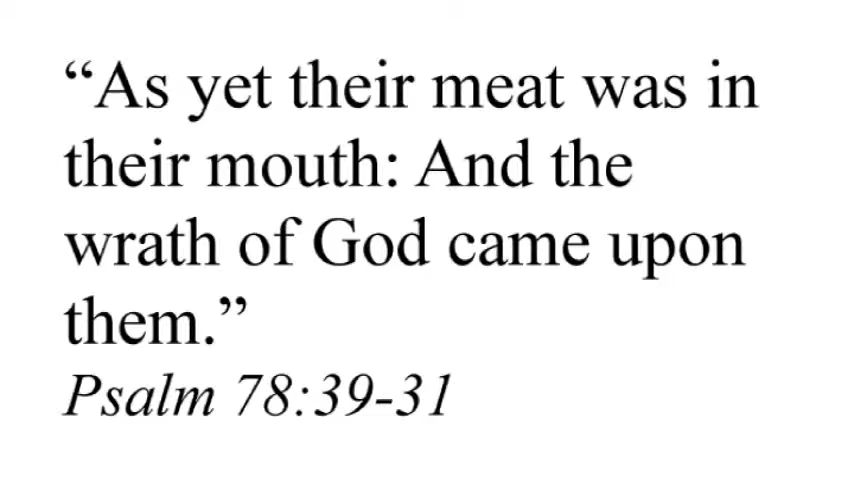 “As yet their meat was in
their mouth: And the
wrath of God came upon
them.”
Psalm 78:39-31